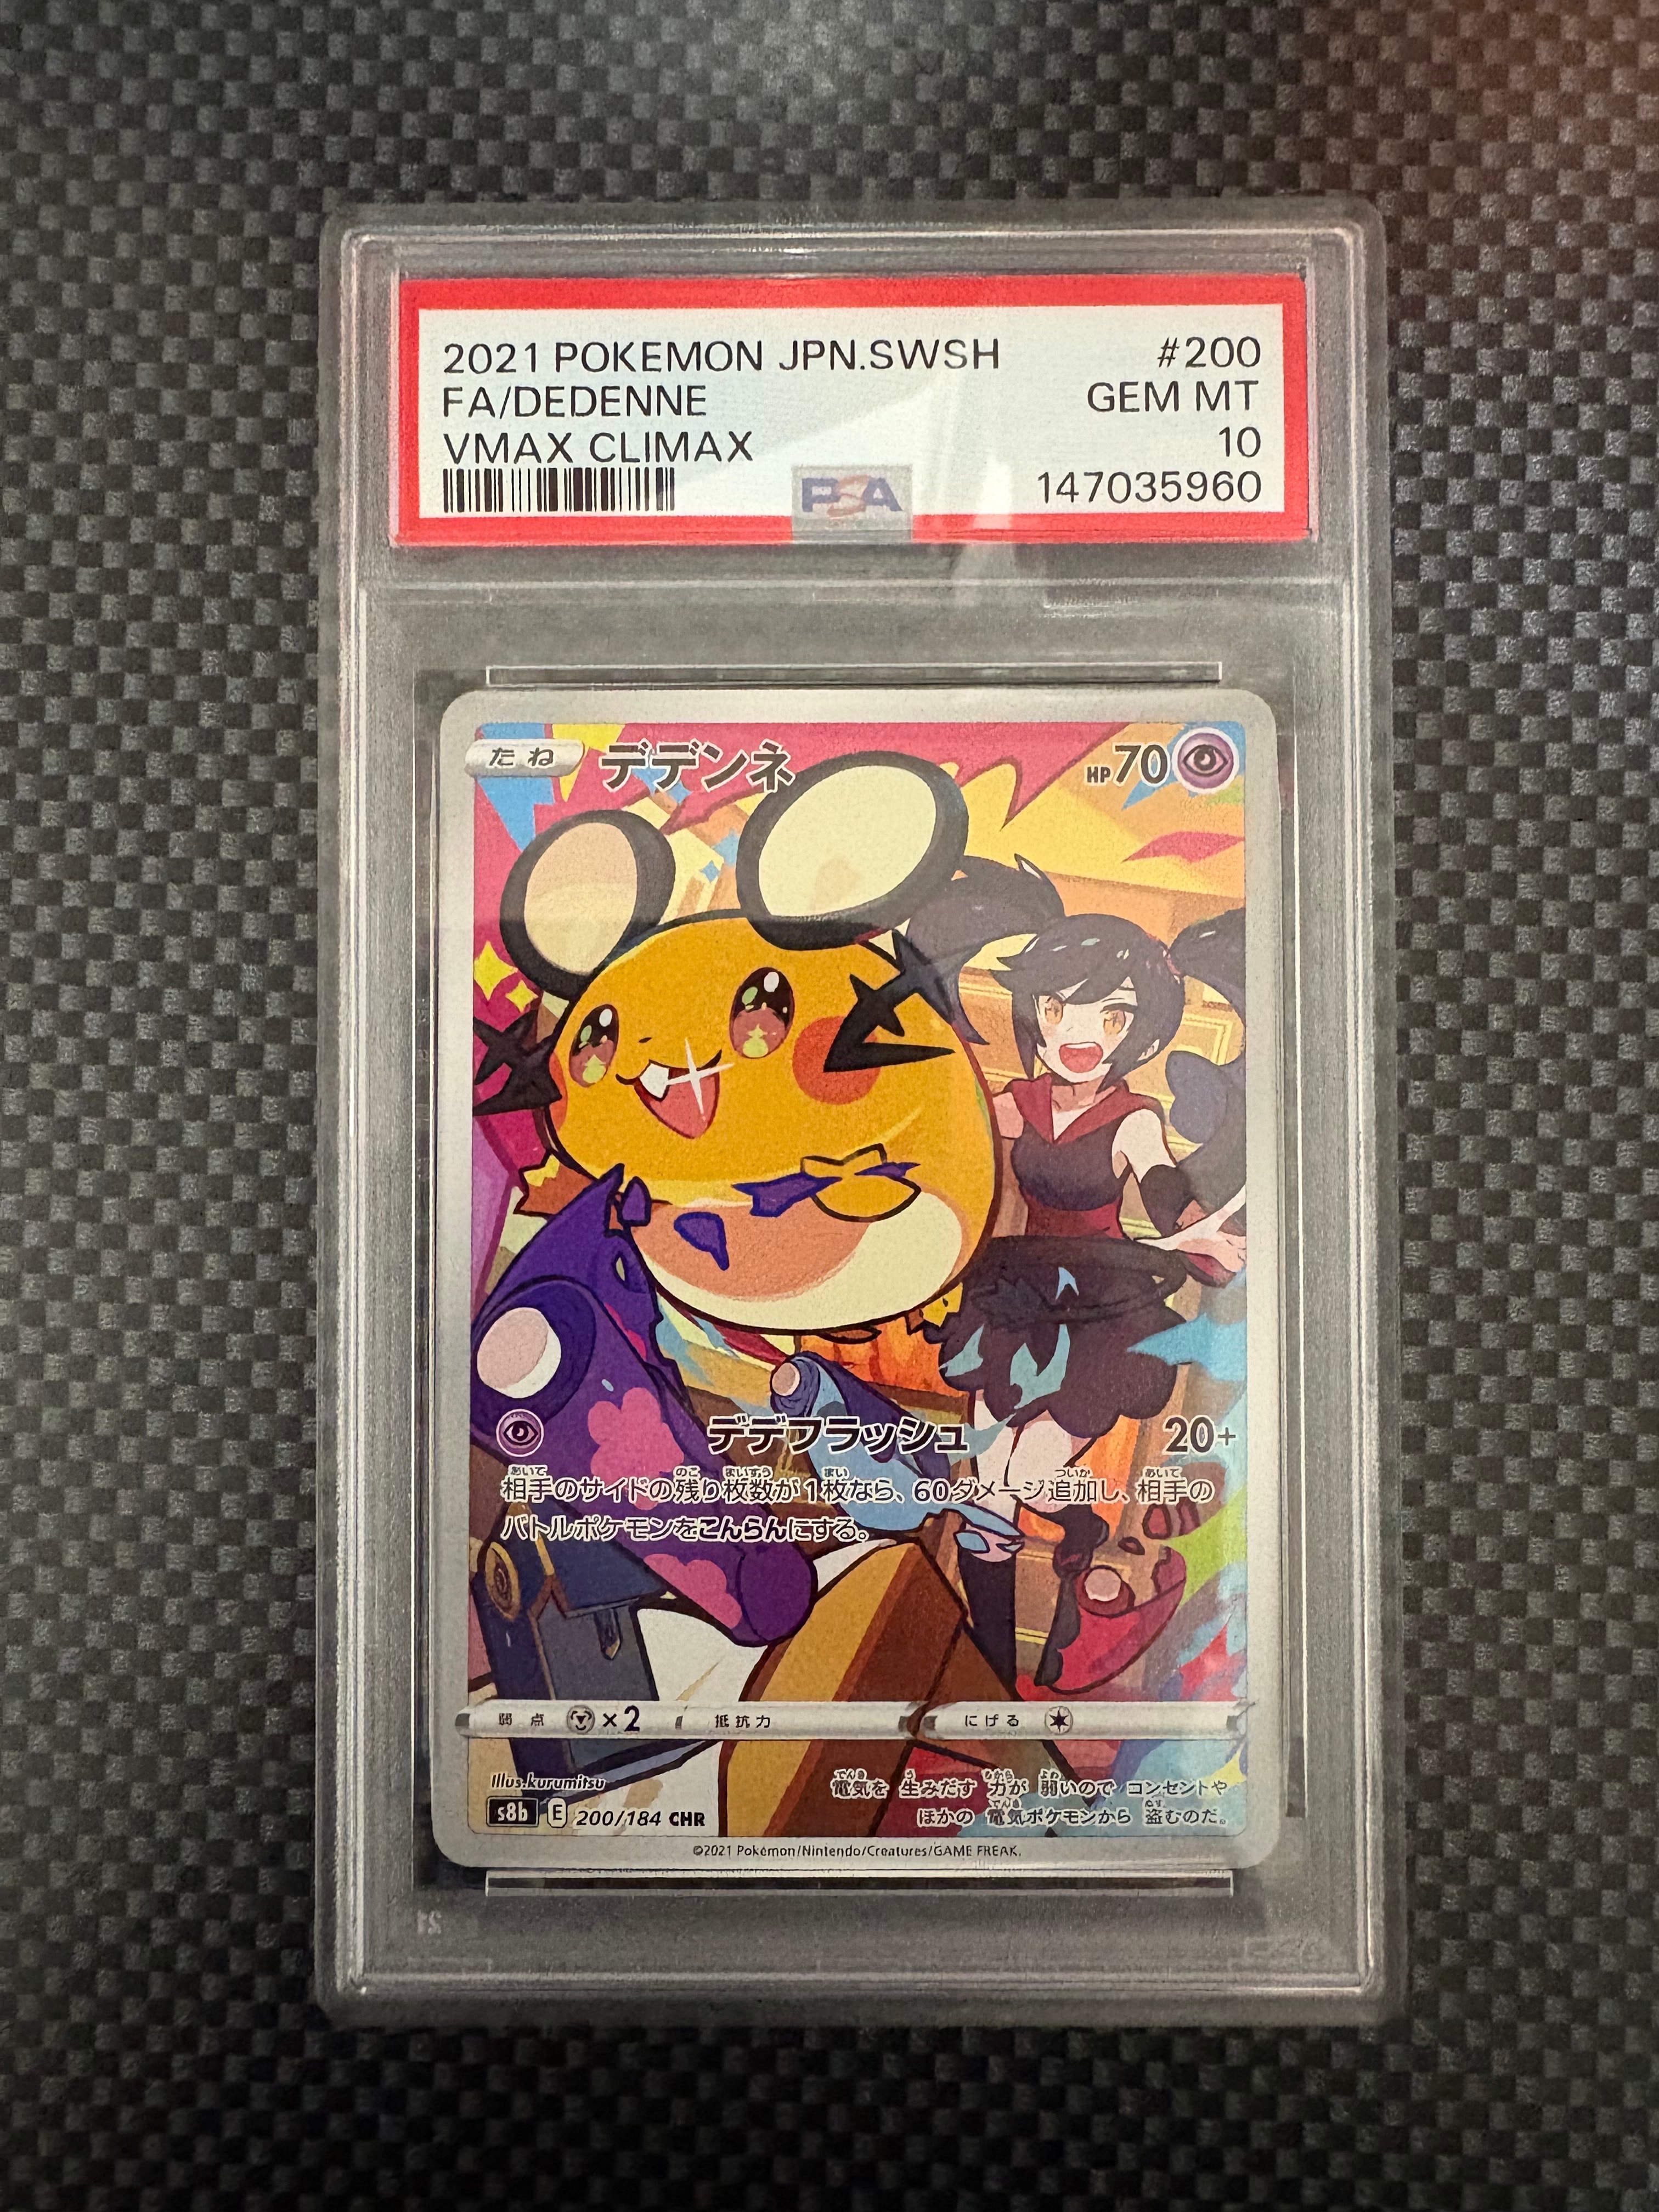 2021 POKEMON JPN.SWSH #200
FA/DEDENNE GEM MT
VMAX CLIMAX 10
PSA 147035960
たね デデンネ HP 70
デデフラッシュ 20+
相手のサイドの残り枚数が1枚なら、60ダメージ追加し、相手の
バトルポケモンをこんらんにする。
弱点 ×2 抵抗力 にげる
Illus.kurumitsu
電気を 生みだす 力が 弱いので コンセントや
ほかの 電気ポケモンから 盗むのだ。
s8b E 200/184 CHR
©2021 Pokémon/Nintendo/Creatures/GAME FREAK.